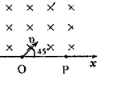 × × × ×
× × × ×
× × × ×
υ
45°
O P x